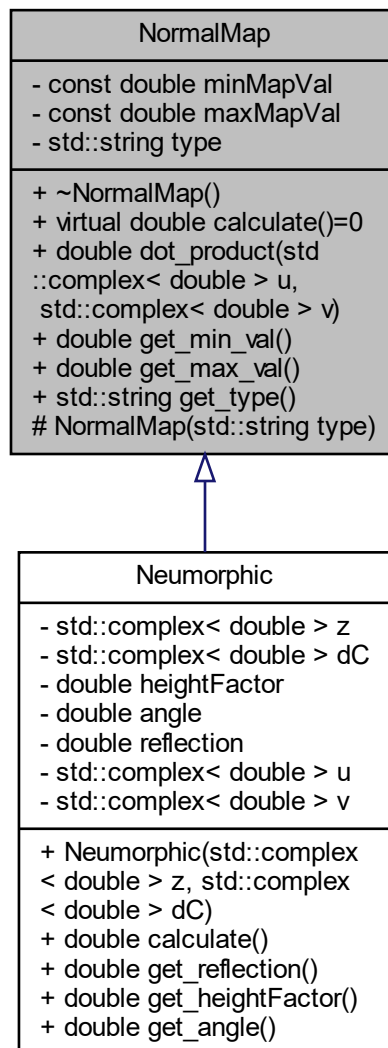 NormalMap
- const double minMapVal
- const double maxMapVal
- std::string type
+ ~NormalMap()
+ virtual double calculate()=0
+ double dot_product(std
::complex< double > u,
std::complex< double > v)
+ double get_min_val()
+ double get_max_val()
+ std::string get_type()
# NormalMap(std::string type)
Neumorphic
- std::complex< double > z
- std::complex< double > dC
- double heightFactor
- double angle
- double reflection
- std::complex< double > u
- std::complex< double > v
+ Neumorphic(std::complex
< double > z, std::complex
< double > dC)
+ double calculate()
+ double get_reflection()
+ double get_heightFactor()
+ double get_angle()